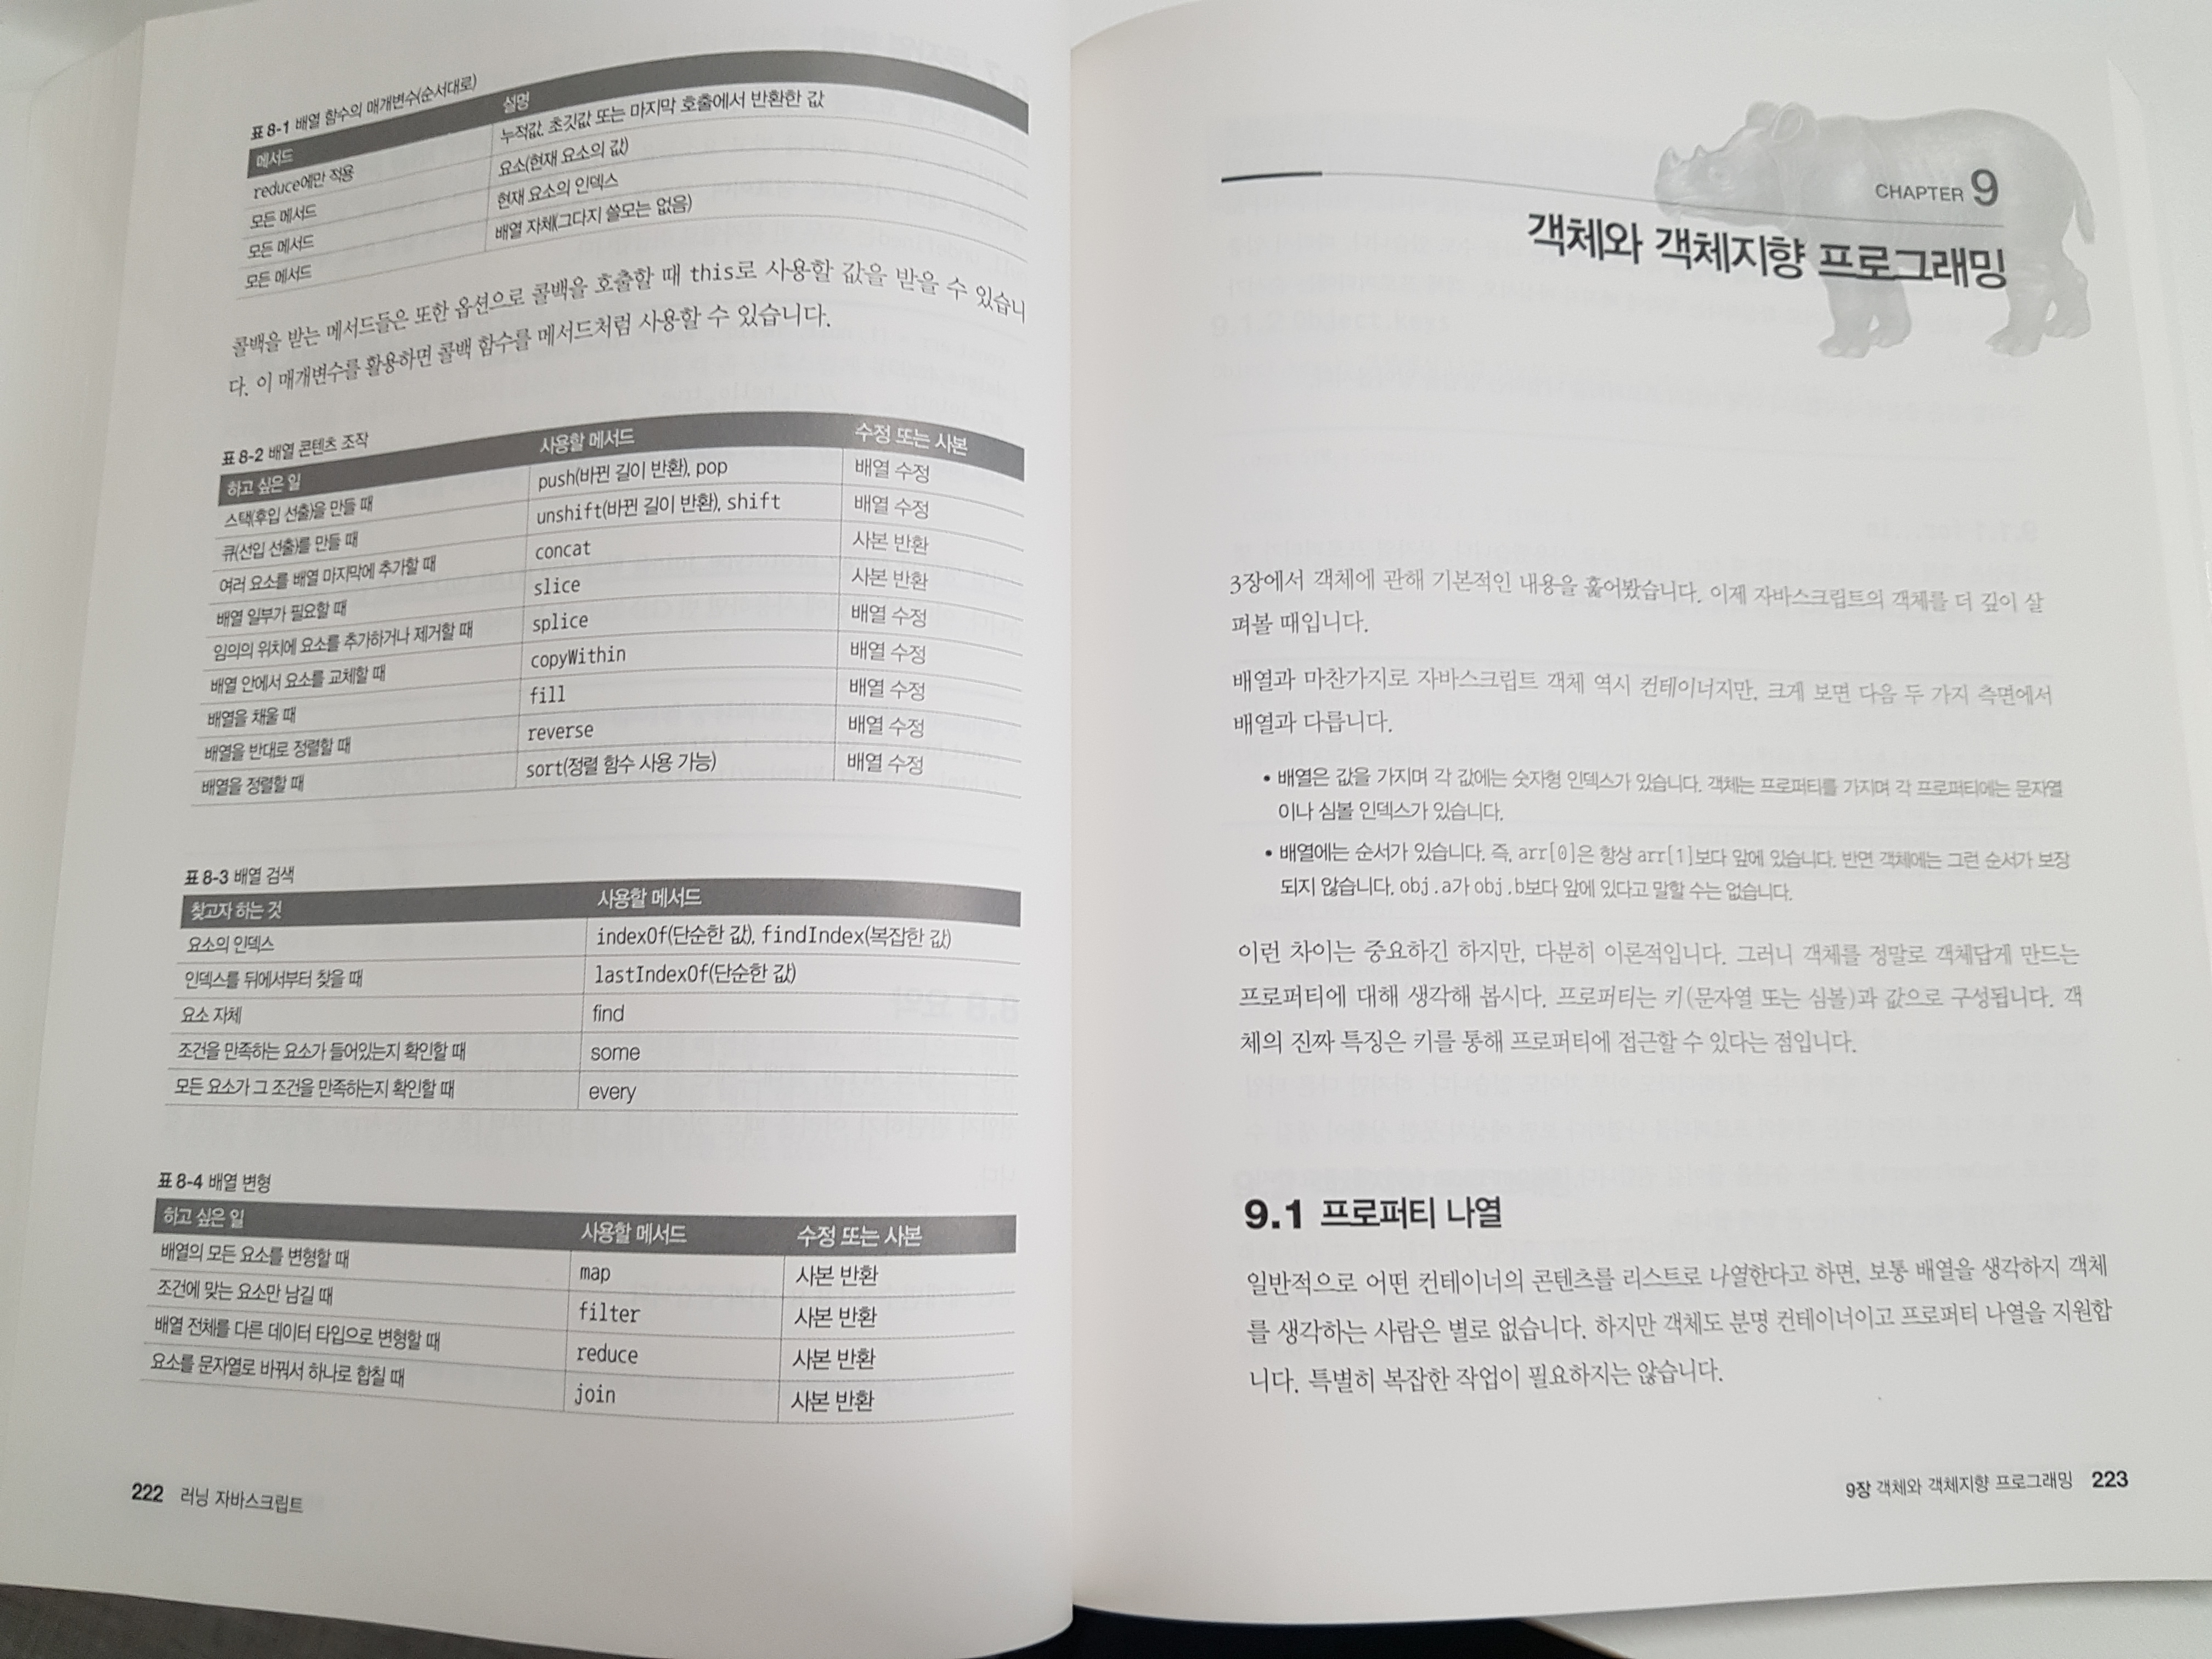 표 8-1 배열 함수의 매개변수(순서대로)
메서드 설명
reduce에만 적용 누적값. 초깃값 또는 마지막 호출에서 반환한 값
모든 메서드 요소(현재 요소의 값)
모든 메서드 현재 요소의 인덱스
모든 메서드 배열 자체(그다지 쓸모는 없음)
콜백을 받는 메서드들은 또한 옵션으로 콜백을 호출할 때 this로 사용할 값을 받을 수 있습니
다. 이 매개변수를 활용하면 콜백 함수를 메서드처럼 사용할 수 있습니다.
표 8-2 배열 콘텐츠 조작
하고 싶은 일 사용할 메서드 수정 또는 사본
스택(후입 선출)을 만들 때 push(바뀐 길이 반환), pop 배열 수정
큐(선입 선출)를 만들 때 unshift(바뀐 길이 반환), shift 배열 수정
여러 요소를 배열 마지막에 추가할 때 concat 사본 반환
배열 일부가 필요할 때 slice 사본 반환
임의의 위치에 요소를 추가하거나 제거할 때 splice 배열 수정
배열 안에서 요소를 교체할 때 copyWithin 배열 수정
배열을 채울 때 fill 배열 수정
배열을 반대로 정렬할 때 reverse 배열 수정
배열을 정렬할 때 sort(정렬 함수 사용 가능) 배열 수정
표 8-3 배열 검색
찾고자 하는 것 사용할 메서드
요소의 인덱스 indexOf(단순한 값), findIndex(복잡한 값)
인덱스를 뒤에서부터 찾을 때 lastIndexOf(단순한 값)
요소 자체 find
조건을 만족하는 요소가 들어있는지 확인할 때 some
모든 요소가 그 조건을 만족하는지 확인할 때 every
표 8-4 배열 변형
하고 싶은 일 사용할 메서드 수정 또는 사본
배열의 모든 요소를 변형할 때 map 사본 반환
조건에 맞는 요소만 남길 때 filter 사본 반환
배열 전체를 다른 데이터 타입으로 변형할 때 reduce 사본 반환
요소를 문자열로 바꿔서 하나로 합칠 때 join 사본 반환
222 러닝 자바스크립트
CHAPTER 9
객체와 객체지향 프로그래밍
3장에서 객체에 관해 기본적인 내용을 훑어봤습니다. 이제 자바스크립트의 객체를 더 깊이 살
펴볼 때입니다.
배열과 마찬가지로 자바스크립트 객체 역시 컨테이너지만, 크게 보면 다음 두 가지 측면에서
배열과 다릅니다.
• 배열은 값을 가지며 각 값에는 숫자형 인덱스가 있습니다. 객체는 프로퍼티를 가지며 각 프로퍼티에는 문자열
이나 심볼 인덱스가 있습니다.
• 배열에는 순서가 있습니다. 즉, arr[0]은 항상 arr[1]보다 앞에 있습니다. 반면 객체에는 그런 순서가 보장
되지 않습니다. obj.a가 obj.b보다 앞에 있다고 말할 수는 없습니다.
이런 차이는 중요하긴 하지만, 다분히 이론적입니다. 그러니 객체를 정말로 객체답게 만드는
프로퍼티에 대해 생각해 봅시다. 프로퍼티는 키(문자열 또는 심볼)과 값으로 구성됩니다. 객
체의 진짜 특징은 키를 통해 프로퍼티에 접근할 수 있다는 점입니다.
9.1 프로퍼티 나열
일반적으로 어떤 컨테이너의 콘텐츠를 리스트로 나열한다고 하면, 보통 배열을 생각하지 객체
를 생각하는 사람은 별로 없습니다. 하지만 객체도 분명 컨테이너이고 프로퍼티 나열을 지원합
니다. 특별히 복잡한 작업이 필요하지는 않습니다.
9장 객체와 객체지향 프로그래밍 223